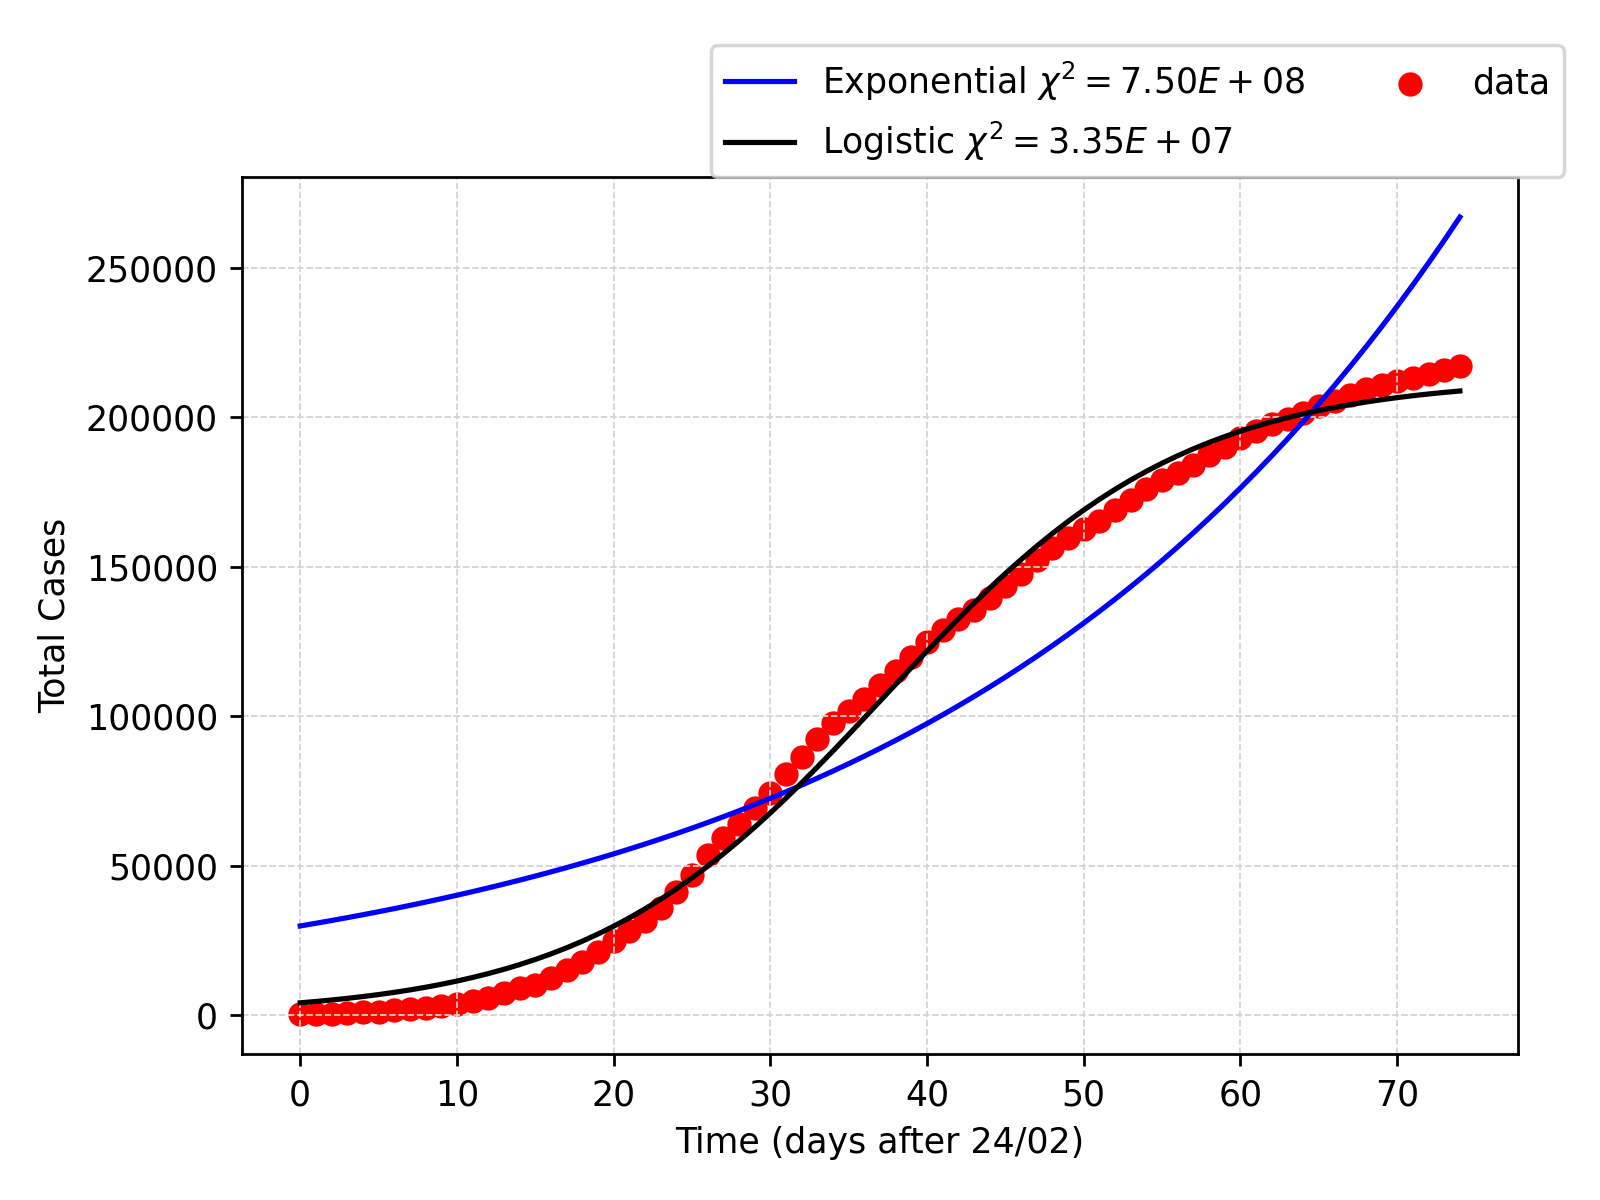 Exponential χ² = 7.50E + 08
data
Logistic χ² = 3.35E + 07
250000
200000
150000
100000
50000
0
Total Cases
0 10 20 30 40 50 60 70
Time (days after 24/02)